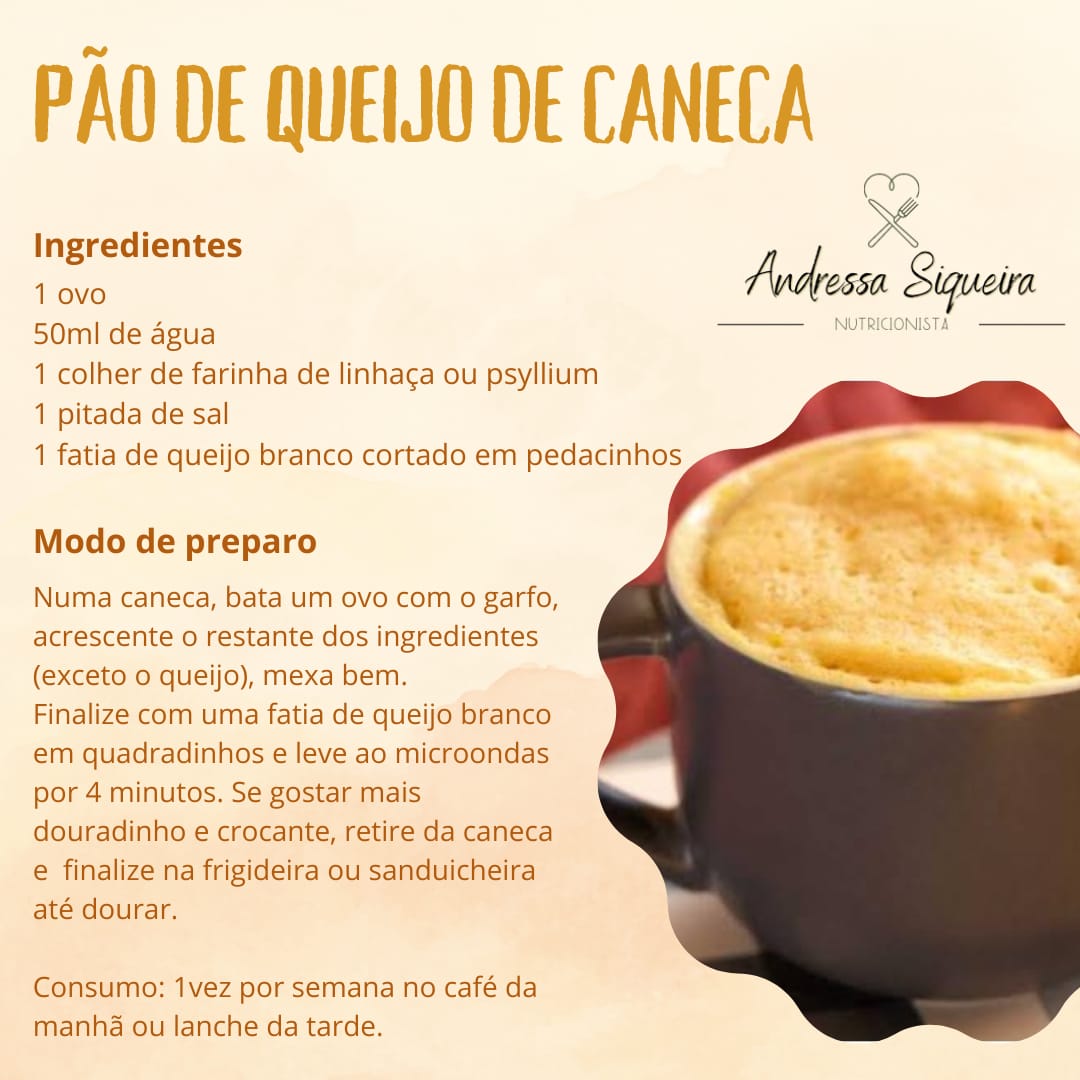 PÃO DE QUEIJO DE CANECA
Andressa Siqueira
NUTRICIONISTA
Ingredientes
1 ovo
50ml de água
1 colher de farinha de linhaça ou psyllium
1 pitada de sal
1 fatia de queijo branco cortado em pedacinhos
Modo de preparo
Numa caneca, bata um ovo com o garfo,
acrescente o restante dos ingredientes
(exceto o queijo), mexa bem.
Finalize com uma fatia de queijo branco
em quadradinhos e leve ao microondas
por 4 minutos. Se gostar mais
douradinho e crocante, retire da caneca
e  finalize na frigideira ou sanduicheira
até dourar.
Consumo: 1vez por semana no café da
manhã ou lanche da tarde.